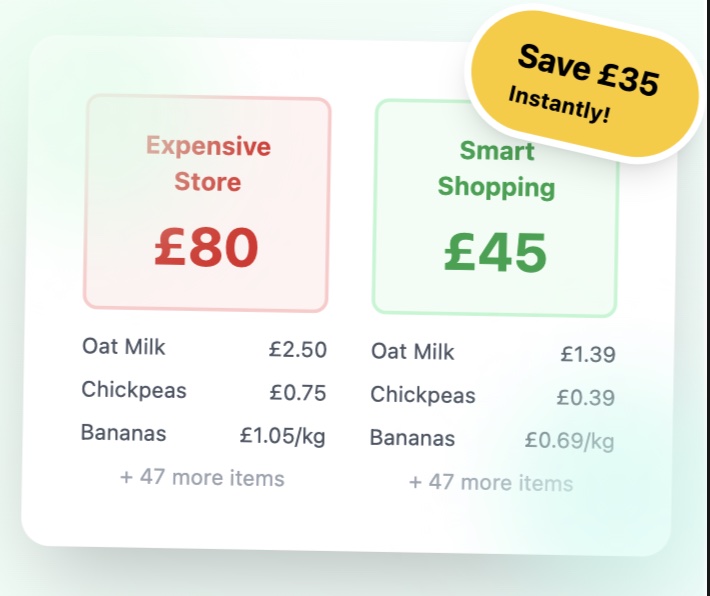 Save £35
Instantly!
Expensive
Store
£80
Smart
Shopping
£45
Oat Milk £2.50
Chickpeas £0.75
Bananas £1.05/kg
+ 47 more items
Oat Milk £1.39
Chickpeas £0.39
Bananas £0.69/kg
+ 47 more items